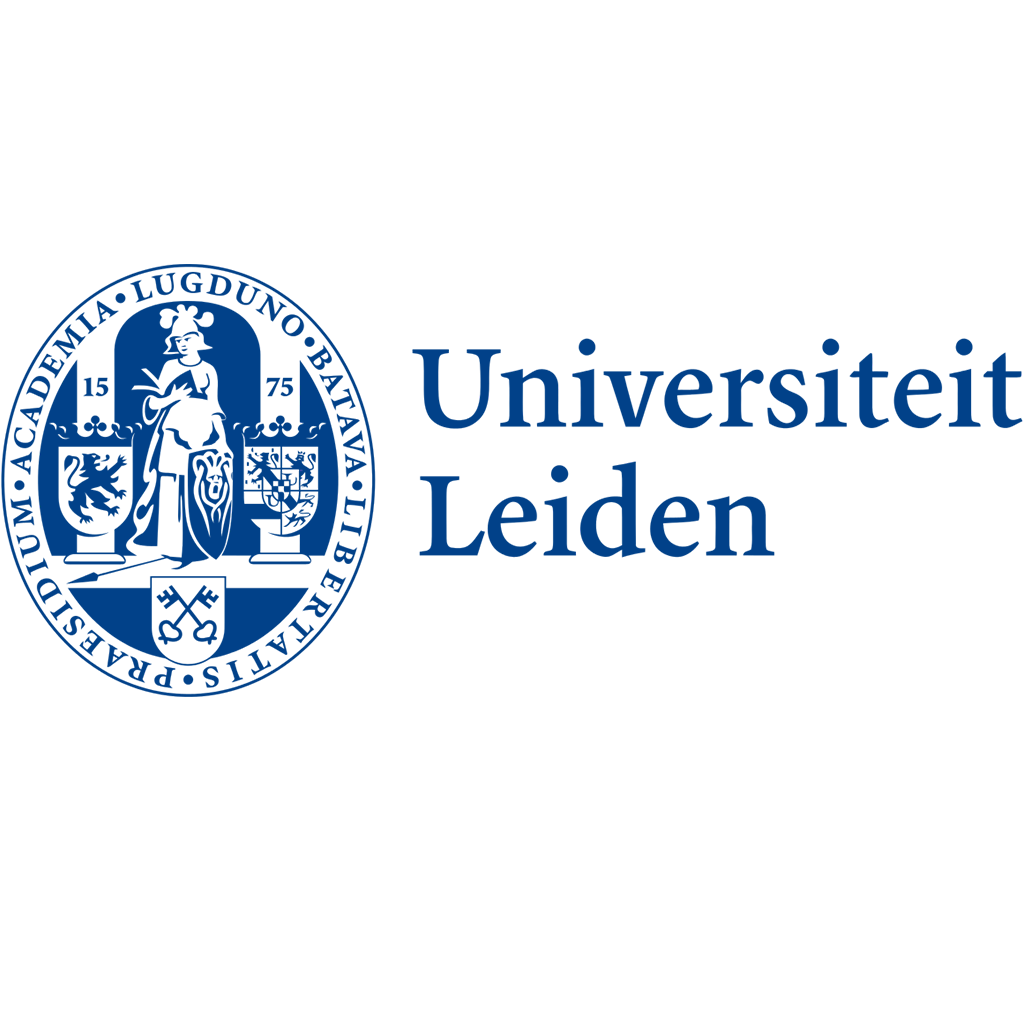 ACADEMIA · LUGDUNO · BATAVA · LIBERTATIS · PRAESIDIUM ·
15 75
Universiteit
Leiden